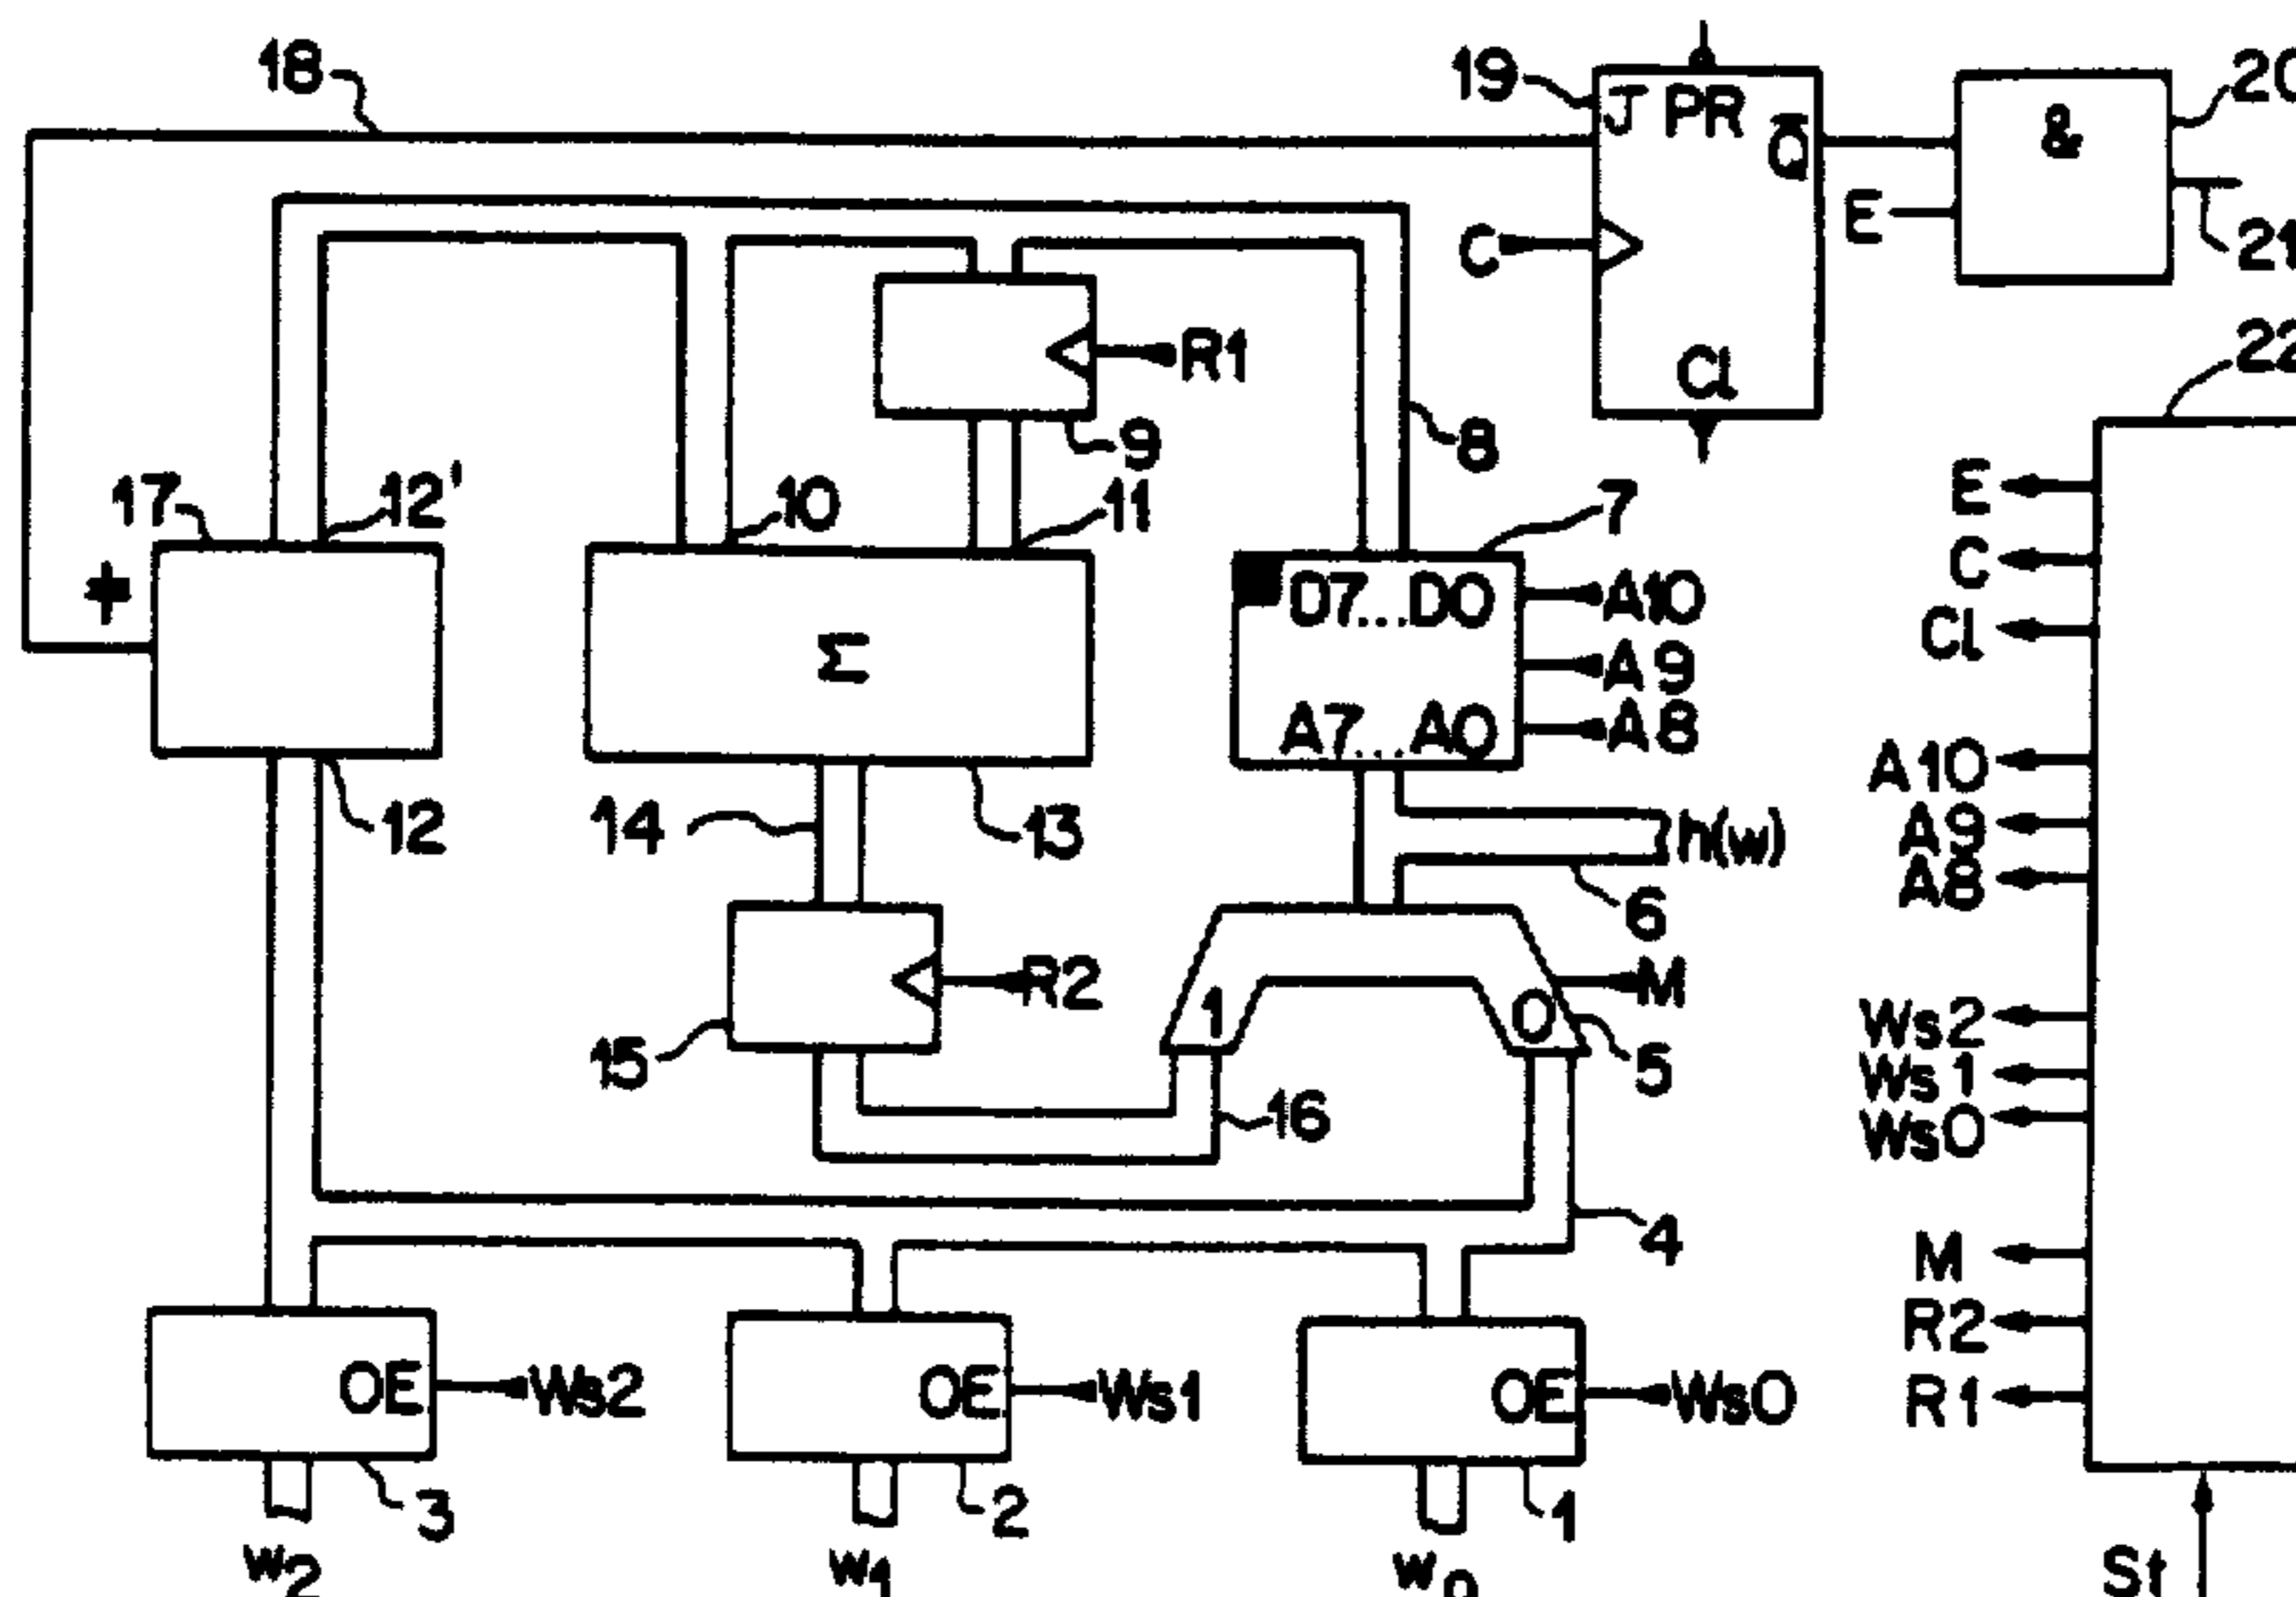 18
19
J PR
Q̄
&
20
C
E
21
R1
Cl
22
9
8
17
12'
10
11
7
E
*
07...D0
A10
C
Σ
A9
Cl
A7...A0
A8
14
13
12
h(w)
A10
A9
6
A8
R2
1
M
0
Ws2
15
5
Ws1
16
Ws0
4
M
R2
OE
Ws2
OE
Ws1
OE
Ws0
R1
3
2
1
w2
w1
w0
St